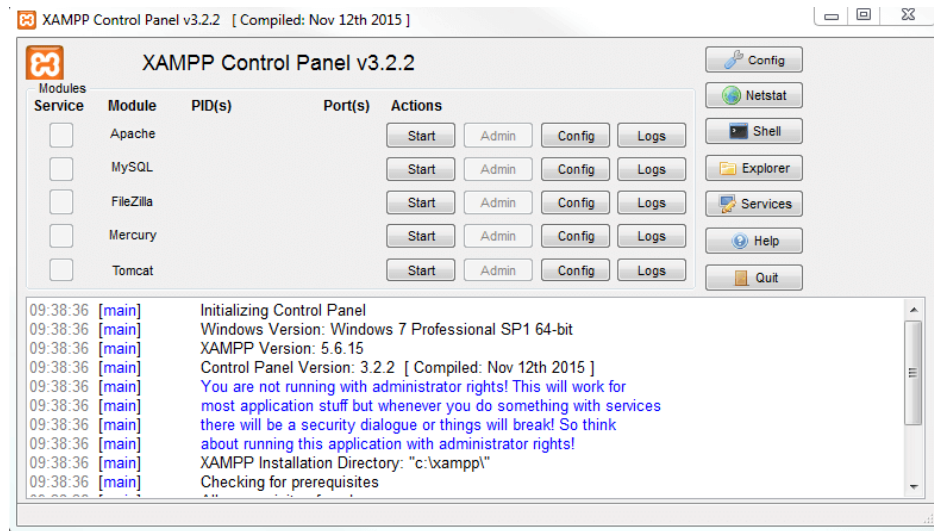 XAMPP Control Panel v3.2.2 [ Compiled: Nov 12th 2015 ]
XAMPP Control Panel v3.2.2
Config
Modules
Service Module PID(s) Port(s) Actions
Netstat
Apache Start Admin Config Logs
Shell
MySQL Start Admin Config Logs
Explorer
FileZilla Start Admin Config Logs
Services
Mercury Start Admin Config Logs
Help
Tomcat Start Admin Config Logs
Quit
09:38:36 [main] Initializing Control Panel
09:38:36 [main] Windows Version: Windows 7 Professional SP1 64-bit
09:38:36 [main] XAMPP Version: 5.6.15
09:38:36 [main] Control Panel Version: 3.2.2 [ Compiled: Nov 12th 2015 ]
09:38:36 [main] You are not running with administrator rights! This will work for
09:38:36 [main] most application stuff but whenever you do something with services
09:38:36 [main] there will be a security dialogue or things will break! So think
09:38:36 [main] about running this application with administrator rights!
09:38:36 [main] XAMPP Installation Directory: "c:\xampp\"
09:38:36 [main] Checking for prerequisites